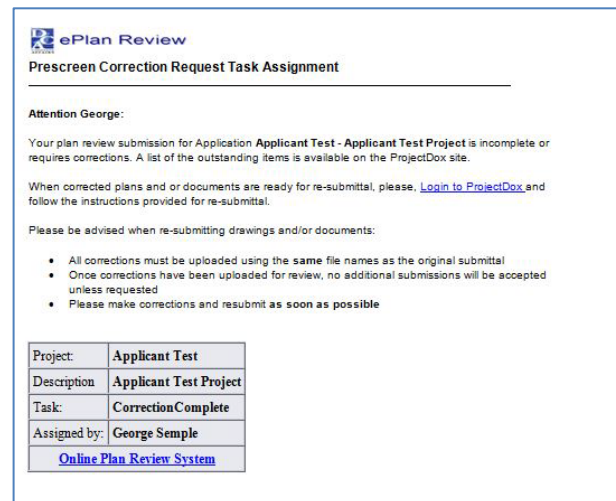 ePlan Review
Prescreen Correction Request Task Assignment
Attention George:
Your plan review submission for Application Applicant Test - Applicant Test Project is incomplete or
requires corrections. A list of the outstanding items is available on the ProjectDox site.
When corrected plans and or documents are ready for re-submittal, please, Login to ProjectDox and
follow the instructions provided for re-submittal.
Please be advised when re-submitting drawings and/or documents:
• All corrections must be uploaded using the same file names as the original submittal
• Once corrections have been uploaded for review, no additional submissions will be accepted
unless requested
• Please make corrections and resubmit as soon as possible
Project: Applicant Test
Description Applicant Test Project
Task: CorrectionComplete
Assigned by: George Semple
Online Plan Review System